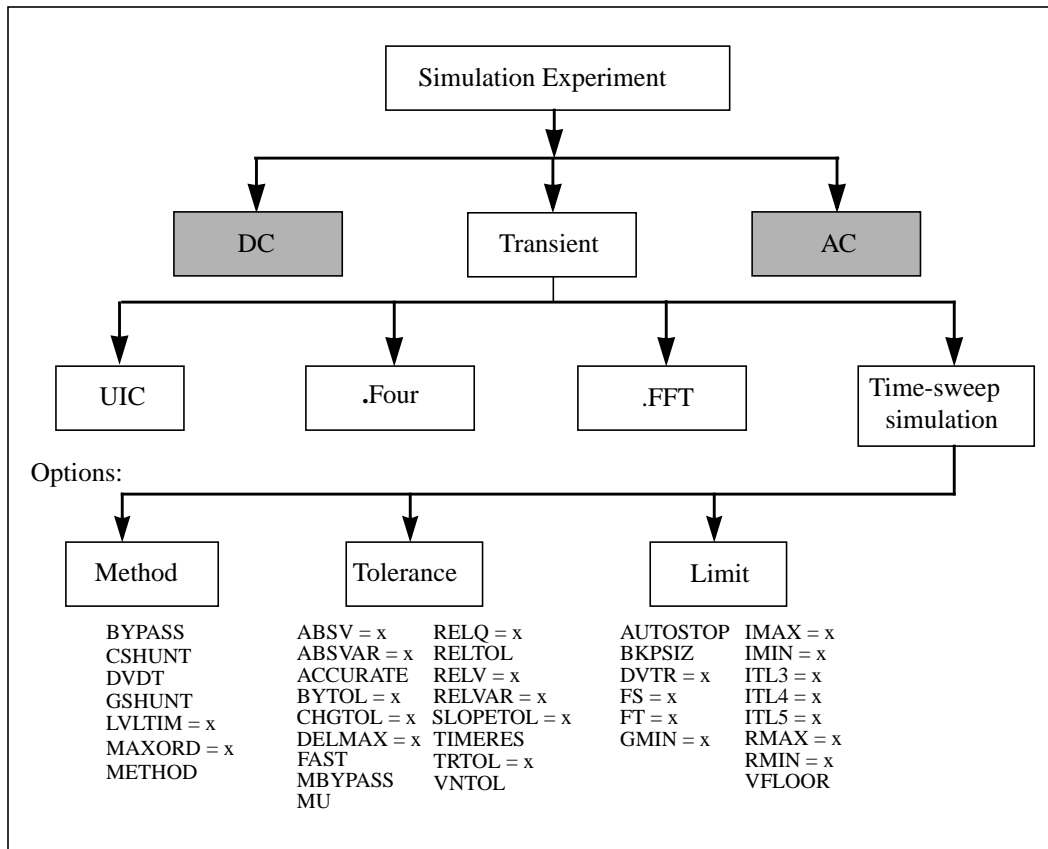 Simulation Experiment
DC
Transient
AC
UIC
.Four
.FFT
Time-sweep
simulation
Options:
Method
Tolerance
Limit
BYPASS
CSHUNT
DVDT
GSHUNT
LVLTIM = x
MAXORD = x
METHOD
ABSV = x
ABSVAR = x
ACCURATE
BYTOL = x
CHGTOL = x
DELMAX = x
FAST
MBYPASS
MU
RELQ = x
RELTOL
RELV = x
RELVAR = x
SLOPETOL = x
TIMERES
TRTOL = x
VNTOL
AUTOSTOP
BKPSIZ
DVTR = x
FS = x
FT = x
GMIN = x
IMAX = x
IMIN = x
ITL3 = x
ITL4 = x
ITL5 = x
RMAX = x
RMIN = x
VFLOOR